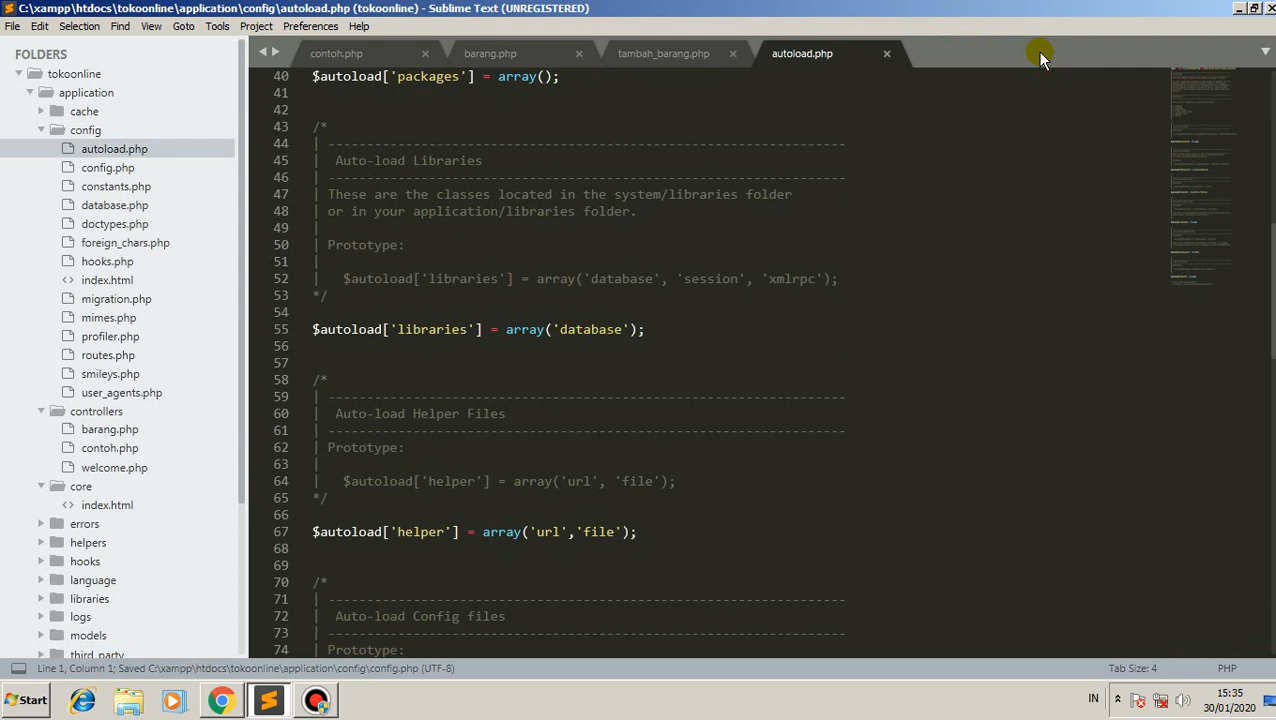 C:\xampp\htdocs\tokoonline\application\config\autoload.php (tokoonline) - Sublime Text (UNREGISTERED)
File Edit Selection Find View Goto Tools Project Preferences Help
FOLDERS
tokoonline
application
cache
config
autoload.php
config.php
constants.php
database.php
doctypes.php
foreign_chars.php
hooks.php
index.html
migration.php
mimes.php
profiler.php
routes.php
smileys.php
user_agents.php
controllers
barang.php
contoh.php
welcome.php
core
index.html
errors
helpers
hooks
language
libraries
logs
models
third_party
contoh.php barang.php tambah_barang.php autoload.php
40 $autoload['packages'] = array();
41
42
43 /*
44 | -------------------------------------------------------------------
45 |  Auto-load Libraries
46 | -------------------------------------------------------------------
47 | These are the classes located in the system/libraries folder
48 | or in your application/libraries folder.
49 |
50 | Prototype:
51 |
52 |   $autoload['libraries'] = array('database', 'session', 'xmlrpc');
53 */
54
55 $autoload['libraries'] = array('database');
56
57
58 /*
59 | -------------------------------------------------------------------
60 |  Auto-load Helper Files
61 | -------------------------------------------------------------------
62 | Prototype:
63 |
64 |   $autoload['helper'] = array('url', 'file');
65 */
66
67 $autoload['helper'] = array('url','file');
68
69
70 /*
71 | -------------------------------------------------------------------
72 |  Auto-load Config files
73 | -------------------------------------------------------------------
74 | Prototype:
Line 1, Column 1; Saved C:\xampp\htdocs\tokoonline\application\config\config.php (UTF-8) Tab Size: 4 PHP
Start IN 15:35
30/01/2020